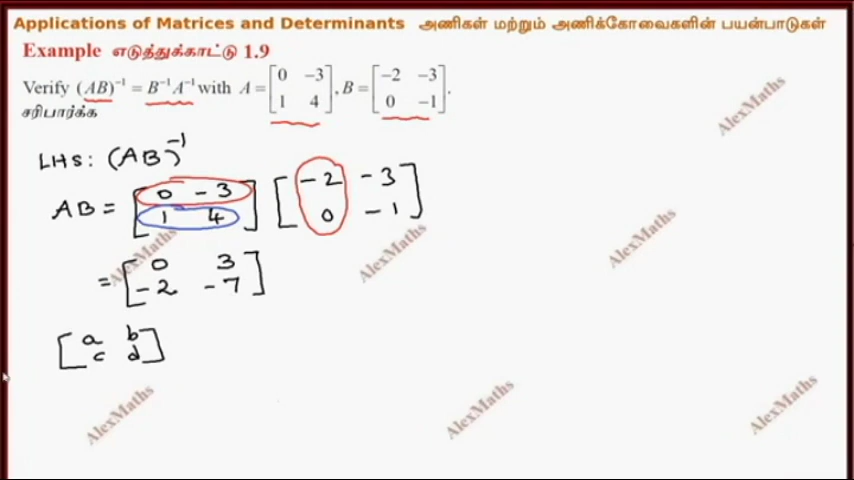 Applications of Matrices and Determinants அணிகள் மற்றும் அணிக்கோவைகளின் பயன்பாடுகள்
Example எடுத்துக்காட்டு 1.9
Verify (AB)⁻¹ = B⁻¹A⁻¹ with A = [0 −3; 1 4], B = [−2 −3; 0 −1].
சரிபார்க்க
LHS: (AB)⁻¹
AB = [0 −3; 1 4] [−2 −3; 0 −1]
= [0 3; −2 −7]
[a b; c d]
AlexMaths
AlexMaths
AlexMaths
AlexMaths
AlexMaths
AlexMaths
AlexMaths